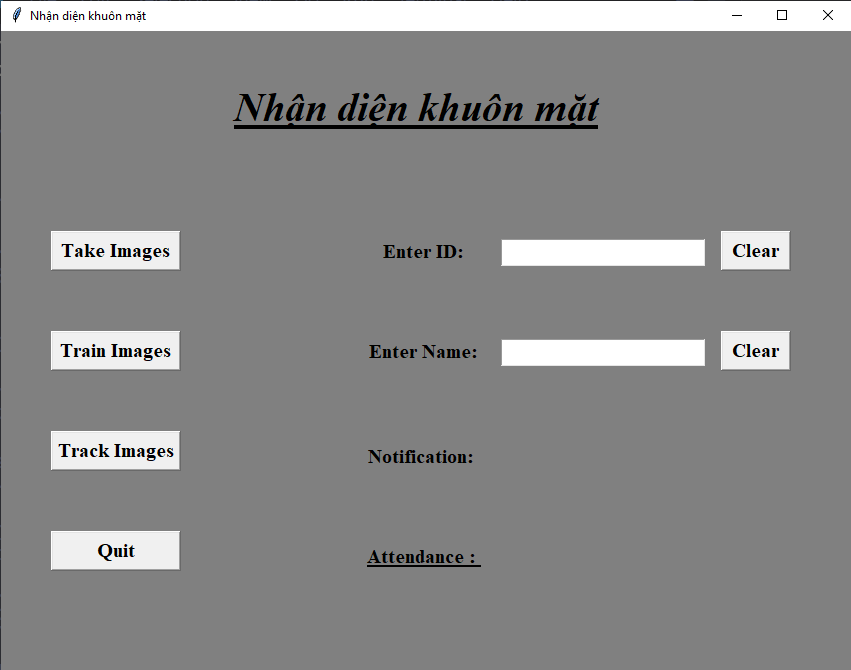 Nhận diện khuôn mặt
Nhận diện khuôn mặt
Take Images
Enter ID:
Clear
Train Images
Enter Name:
Clear
Track Images
Notification:
Quit
Attendance :